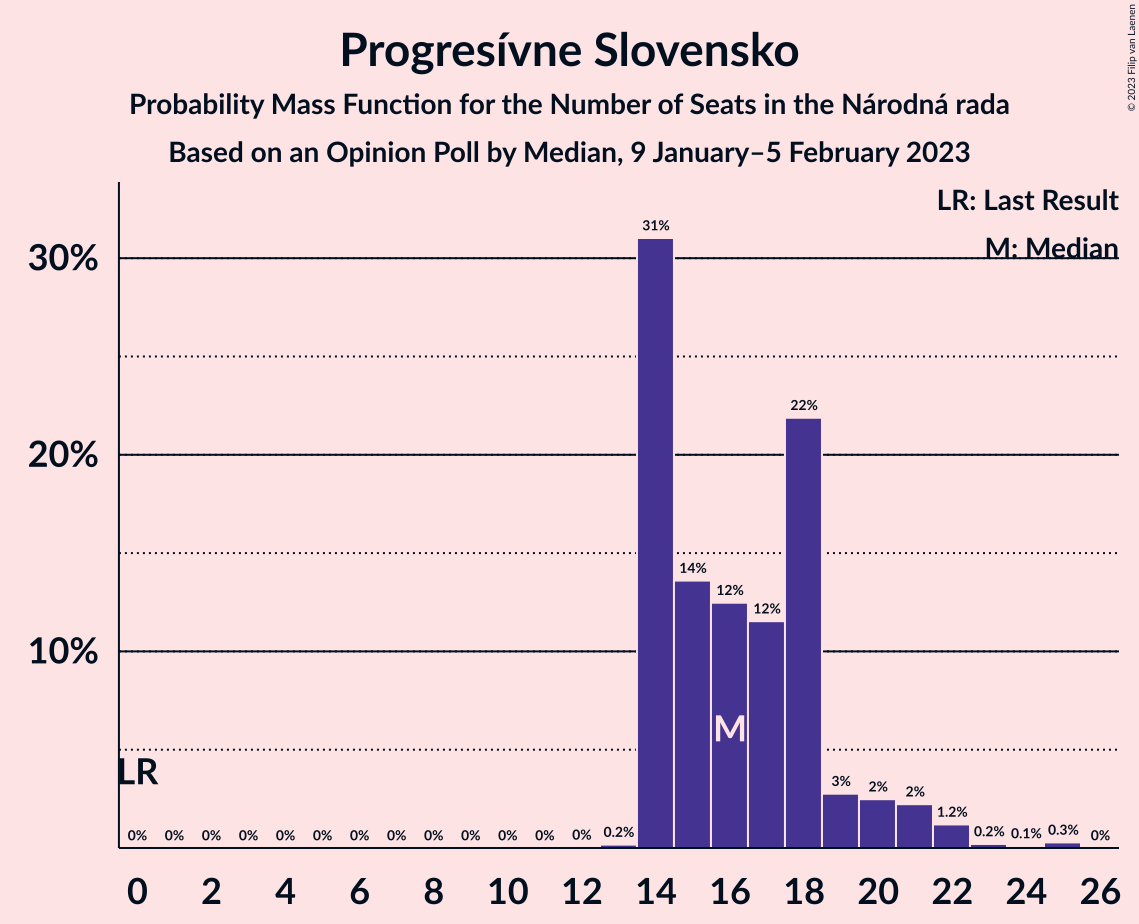 Progresívne Slovensko
Probability Mass Function for the Number of Seats in the Národná rada
Based on an Opinion Poll by Median, 9 January–5 February 2023
© 2023 Filip van Laenen
LR: Last Result
M: Median
30%
20%
10%
31%
22%
14%
12%
12%
M
LR
3%
2%
2%
1.2%
0% 0% 0% 0% 0% 0% 0% 0% 0% 0% 0% 0% 0% 0.2% 0.2% 0.1% 0.3% 0%
0 2 4 6 8 10 12 14 16 18 20 22 24 26